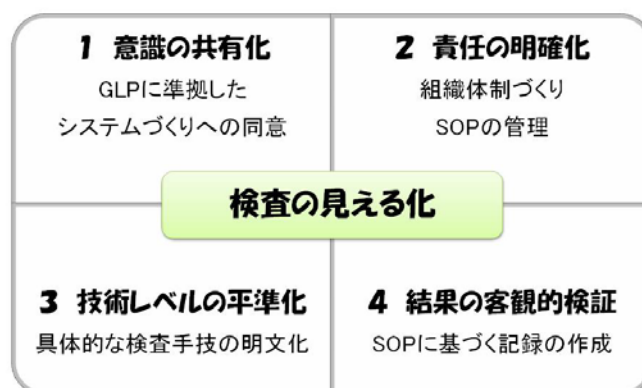 1 意識の共有化
GLPに準拠した
システムづくりへの同意
2 責任の明確化
組織体制づくり
SOPの管理
検査の見える化
3 技術レベルの平準化
具体的な検査手技の明文化
4 結果の客観的検証
SOPに基づく記録の作成